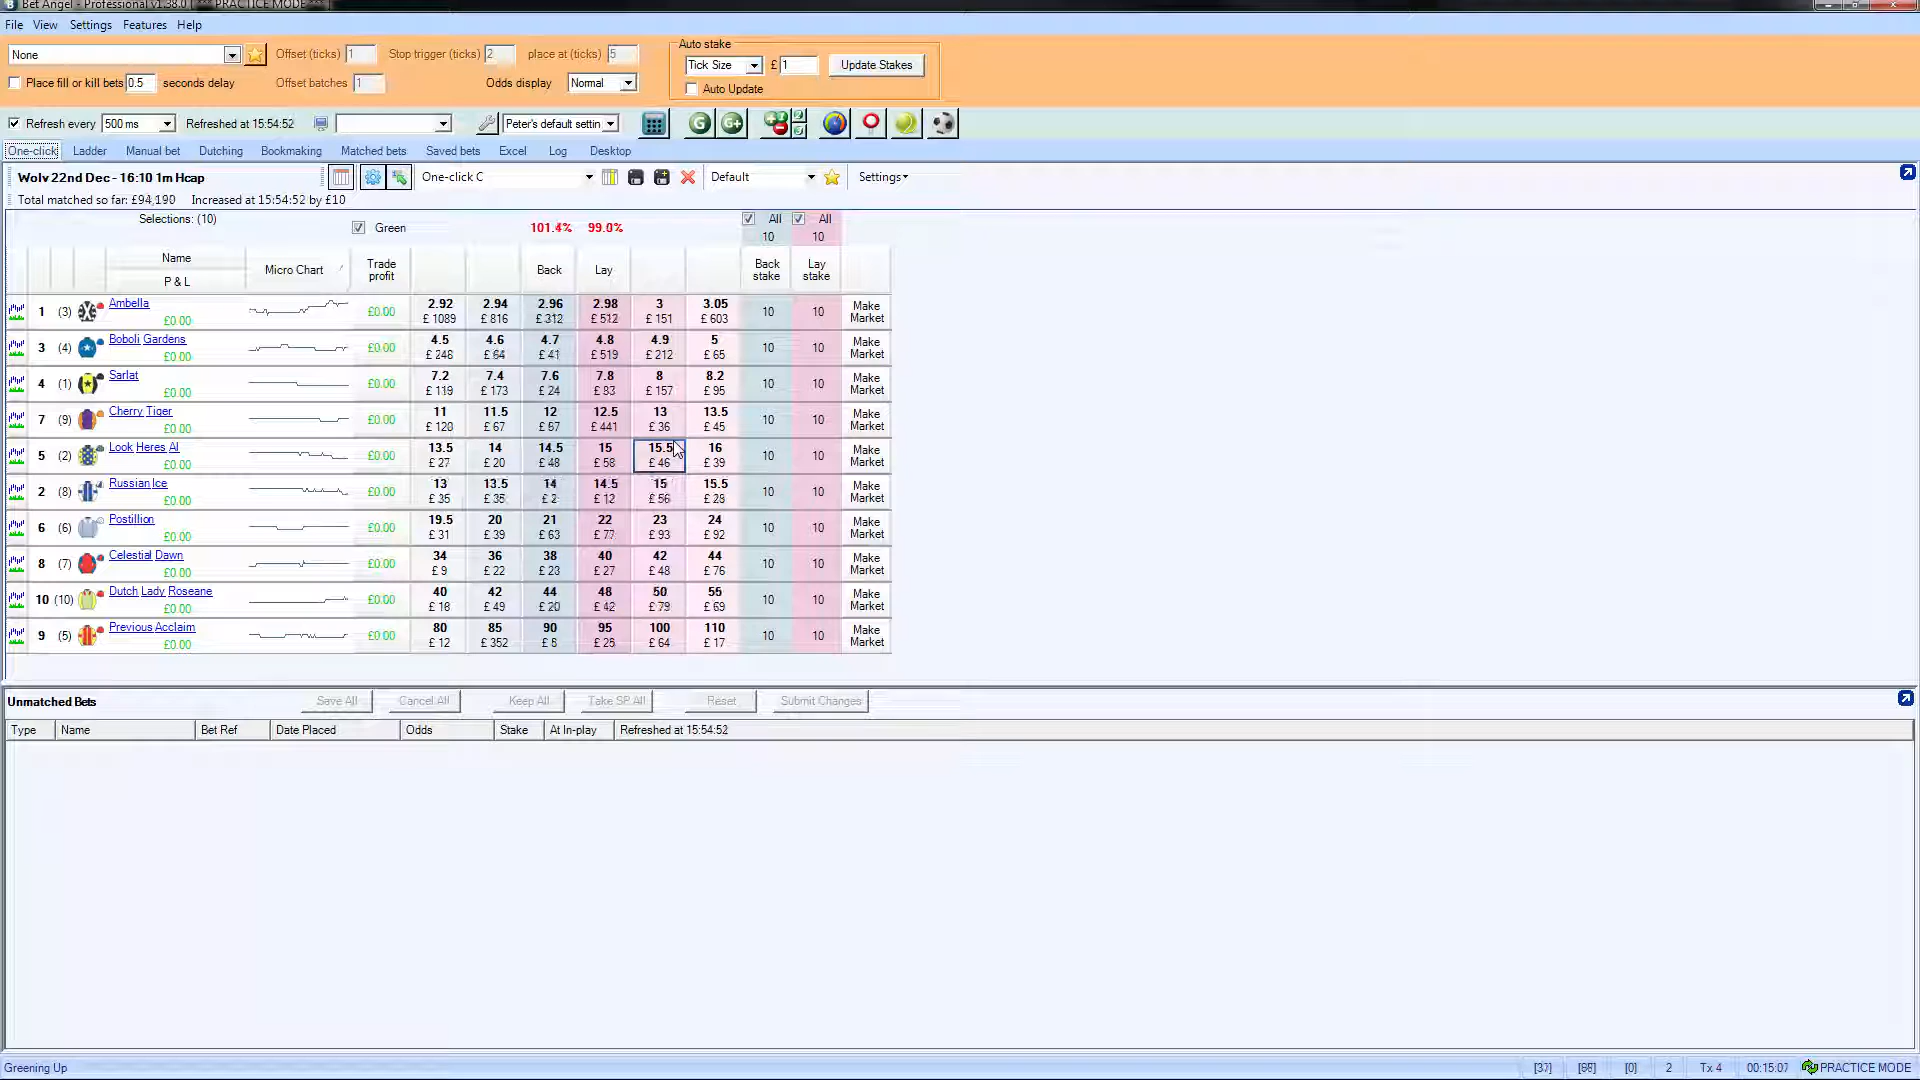 Bet Angel - Professional v1.38.0 [*** PRACTICE MODE *** ]
File View Settings Features Help
None Offset (ticks) 1 Stop trigger (ticks) 2 place at (ticks) 5 Auto stake Tick Size £ 1 Update Stakes
Place fill or kill bets 0.5 seconds delay Offset batches 1 Odds display Normal Auto Update
Refresh every 500 ms Refreshed at 15:54:52 Peter's default settin G G+
One-click Ladder Manual bet Dutching Bookmaking Matched bets Saved bets Excel Log Desktop
Wolv 22nd Dec - 16:10 1m Hcap One-click C Default Settings
Total matched so far: £94,190 Increased at 15:54:52 by £10
Selections: (10) Green 101.4% 99.0% All All
10 10
Name P & L Micro Chart Trade profit Back Lay Back stake Lay stake
1 (3) Ambella £0.00 2.92 2.94 2.96 2.98 3 3.05 10 10 Make Market
£0.00 £ 1089 £ 816 £ 312 £ 512 £ 151 £ 603
3 (4) Boboli Gardens £0.00 4.5 4.6 4.7 4.8 4.9 5 10 10 Make Market
£0.00 £ 248 £ 64 £ 41 £ 519 £ 212 £ 65
4 (1) Sarlat £0.00 7.2 7.4 7.6 7.8 8 8.2 10 10 Make Market
£0.00 £ 119 £ 173 £ 24 £ 83 £ 157 £ 95
7 (9) Cherry Tiger £0.00 11 11.5 12 12.5 13 13.5 10 10 Make Market
£0.00 £ 120 £ 67 £ 57 £ 441 £ 36 £ 45
5 (2) Look Heres Al £0.00 13.5 14 14.5 15 15.5 16 10 10 Make Market
£0.00 £ 27 £ 20 £ 48 £ 58 £ 46 £ 39
2 (8) Russian Ice £0.00 13 13.5 14 14.5 15 15.5 10 10 Make Market
£0.00 £ 35 £ 35 £ 2 £ 12 £ 56 £ 28
6 (6) Postillion £0.00 19.5 20 21 22 23 24 10 10 Make Market
£0.00 £ 31 £ 39 £ 63 £ 77 £ 93 £ 92
8 (7) Celestial Dawn £0.00 34 36 38 40 42 44 10 10 Make Market
£0.00 £ 9 £ 22 £ 23 £ 27 £ 48 £ 76
10 (10) Dutch Lady Roseane £0.00 40 42 44 48 50 55 10 10 Make Market
£0.00 £ 18 £ 49 £ 20 £ 42 £ 79 £ 69
9 (5) Previous Acclaim £0.00 80 85 90 95 100 110 10 10 Make Market
£0.00 £ 12 £ 352 £ 8 £ 25 £ 64 £ 17
Unmatched Bets Save All Cancel All Keep All Take SP All Reset Submit Changes
Type Name Bet Ref Date Placed Odds Stake At In-play Refreshed at 15:54:52
Greening Up [37] [68] [0] 2 Tx 4 00:15:07 PRACTICE MODE